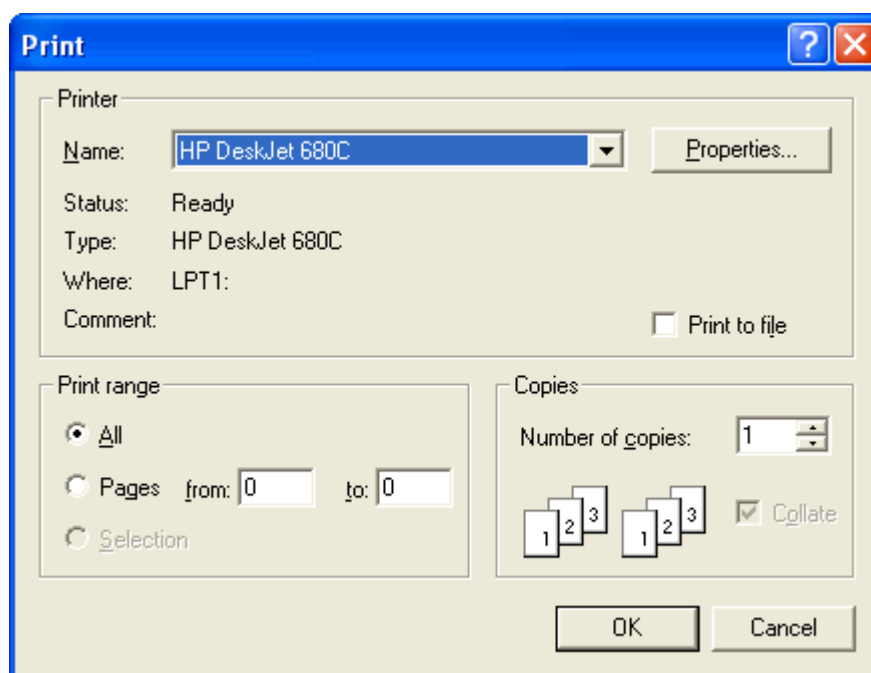 Print
Printer
Name: HP DeskJet 680C Properties...
Status: Ready
Type: HP DeskJet 680C
Where: LPT1:
Comment: Print to file
Print range
All
Pages from: 0 to: 0
Selection
Copies
Number of copies: 1
1 2 3 1 2 3 Collate
OK Cancel